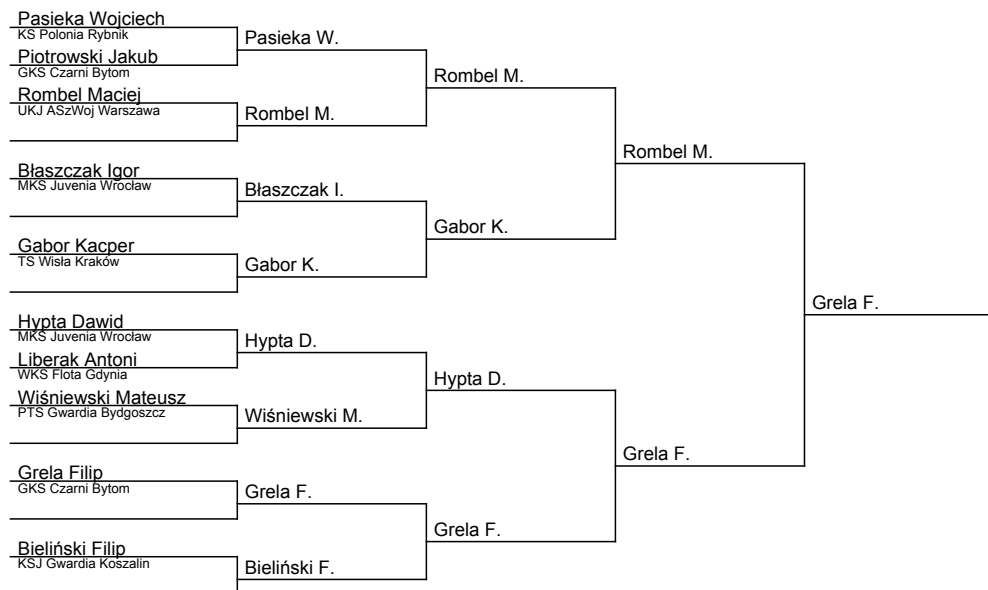 Pasieka Wojciech
KS Polonia Rybnik
Pasieka W.
Piotrowski Jakub
GKS Czarni Bytom
Rombel M.
Rombel Maciej
UKJ ASzWoj Warszawa
Rombel M.
Rombel M.
Błaszczak Igor
MKS Juvenia Wrocław
Błaszczak I.
Gabor K.
Gabor Kacper
TS Wisła Kraków
Gabor K.
Grela F.
Hypta Dawid
MKS Juvenia Wrocław
Hypta D.
Liberak Antoni
WKS Flota Gdynia
Hypta D.
Wiśniewski Mateusz
PTS Gwardia Bydgoszcz
Wiśniewski M.
Grela F.
Grela Filip
GKS Czarni Bytom
Grela F.
Grela F.
Bieliński Filip
KSJ Gwardia Koszalin
Bieliński F.